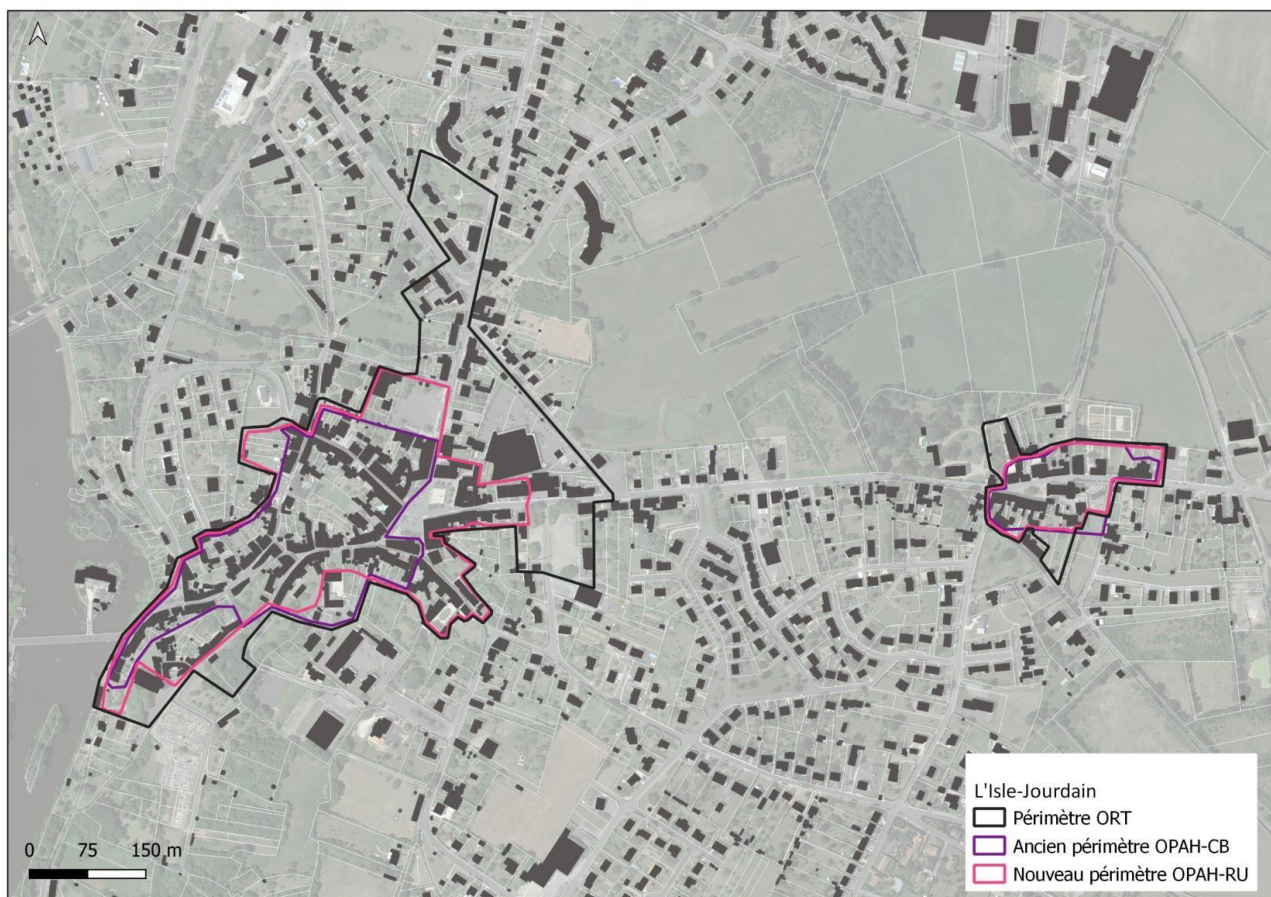 L'Isle-Jourdain
Périmètre ORT
Ancien périmètre OPAH-CB
Nouveau périmètre OPAH-RU
0 75 150 m